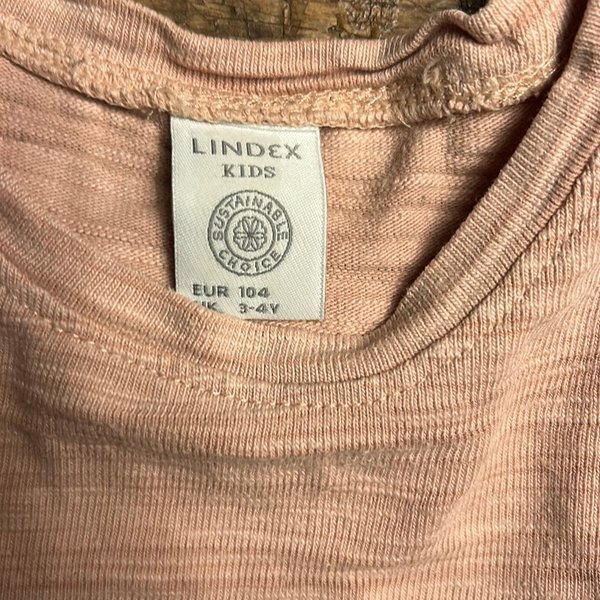 LINDEX
KIDS
SUSTAINABLE
CHOICE
EUR 104
UK 3-4Y